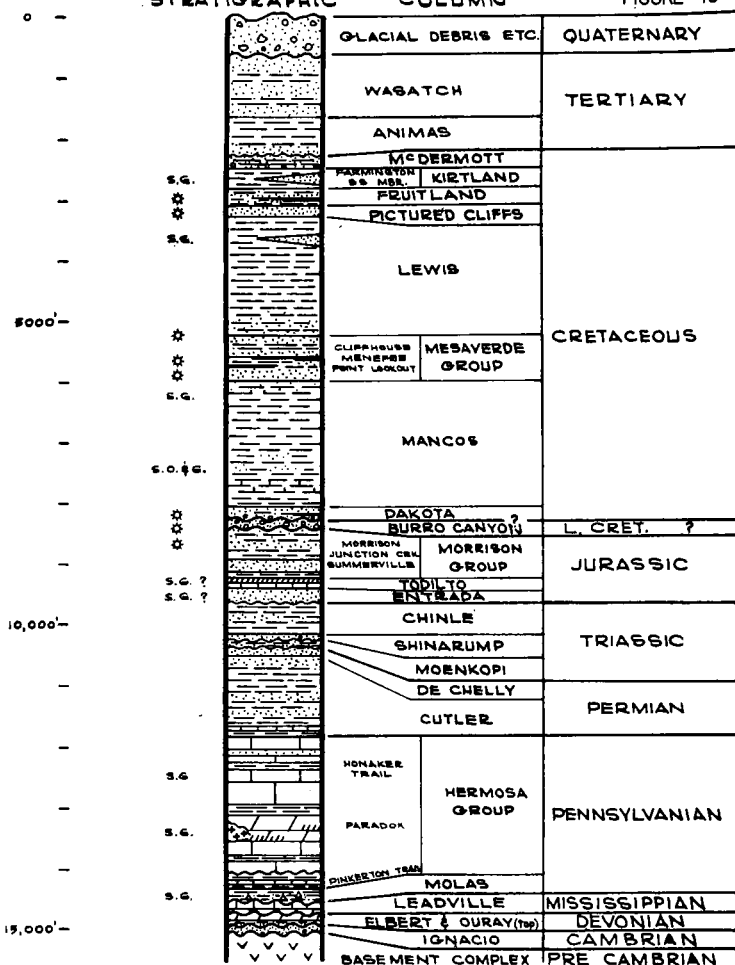 STRATIGRAPHIC COLUMN
0
GLACIAL DEBRIS ETC. QUATERNARY
WASATCH
TERTIARY
ANIMAS
McDERMOTT
S.G.
FARMINGTON SS MBR. KIRTLAND
FRUITLAND
PICTURED CLIFFS
S.G.
LEWIS
5000'
CRETACEOUS
CLIFFHOUSE
MENEFEE
POINT LOOKOUT
MESAVERDE
GROUP
S.G.
MANCOS
S.O.&G.
DAKOTA
BURRO CANYON ? L. CRET. ?
MORRISON
JUNCTION CRK.
SUMMERVILLE
MORRISON
GROUP
JURASSIC
S.G. ? TODILTO
S.G. ? ENTRADA
10,000'
CHINLE
SHINARUMP
TRIASSIC
MOENKOPI
DE CHELLY
PERMIAN
CUTLER
HONAKER
TRAIL
S.G
HERMOSA
GROUP
PENNSYLVANIAN
PARADOX
S.G.
PINKERTON TRAIL
MOLAS
S.G.
LEADVILLE MISSISSIPPIAN
15,000'
ELBERT & OURAY (TOP) DEVONIAN
IGNACIO CAMBRIAN
BASEMENT COMPLEX PRE CAMBRIAN